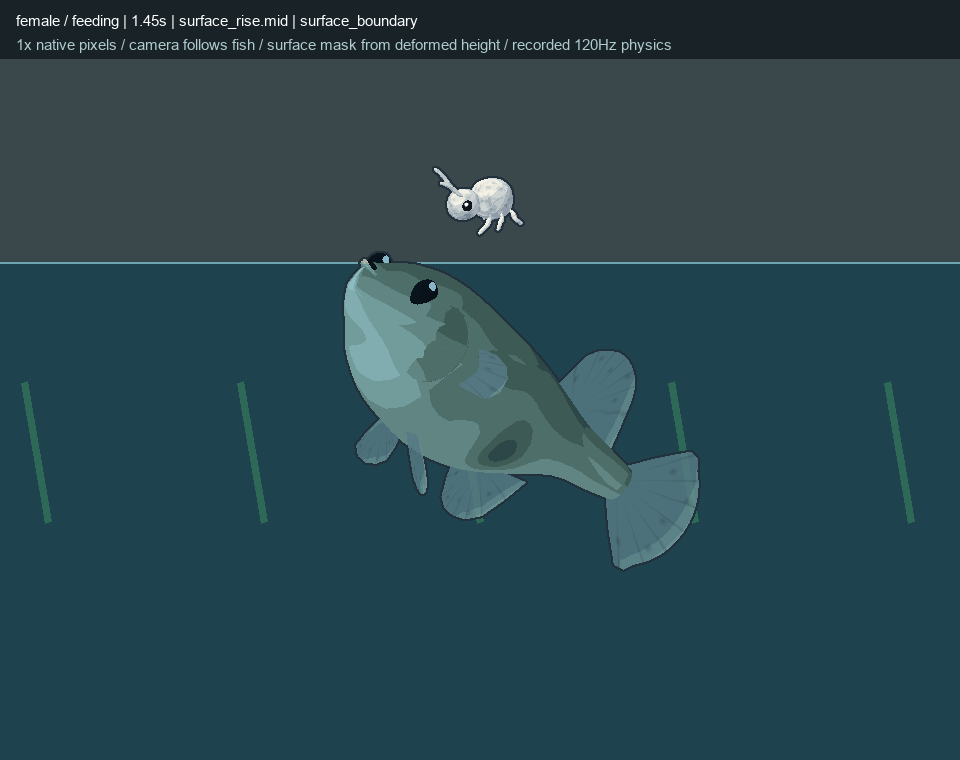 female / feeding | 1.45s | surface_rise.mid | surface_boundary
1x native pixels / camera follows fish / surface mask from deformed height / recorded 120Hz physics